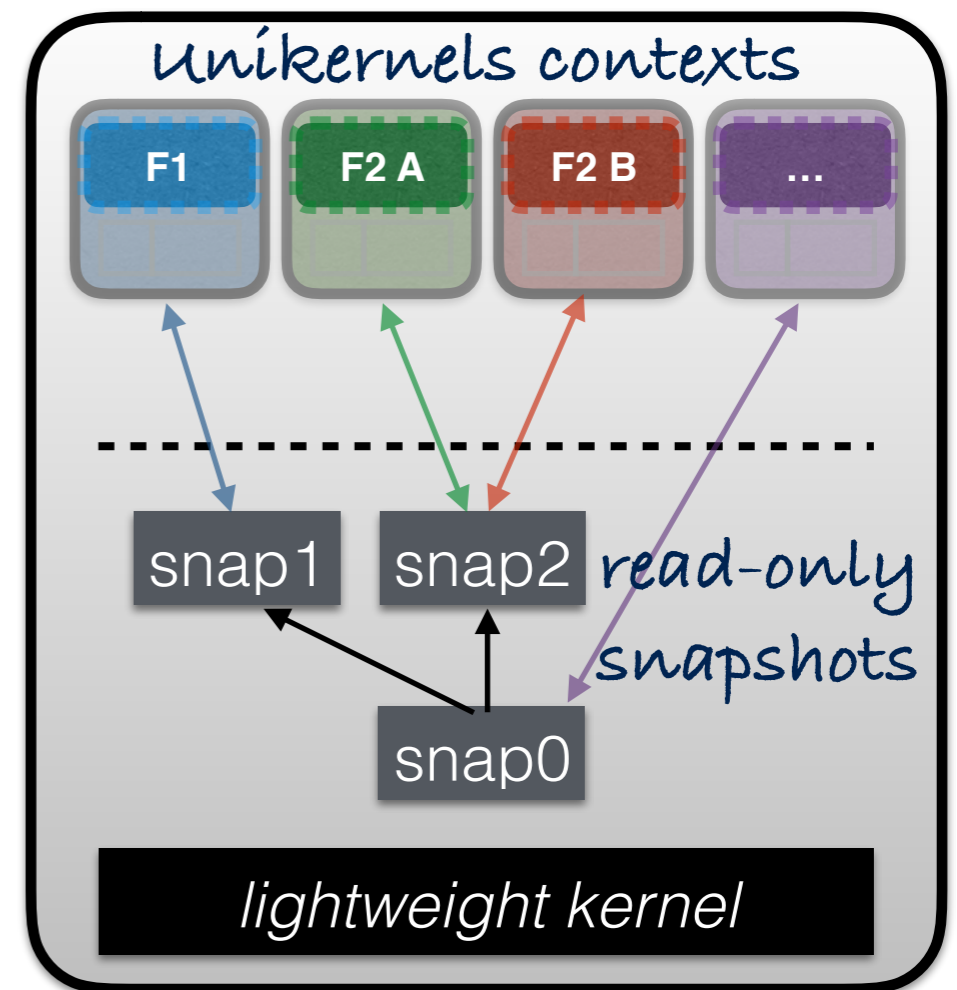 Unikernels contexts
F1
F2 A
F2 B
...
snap1
snap2
read-only
snapshots
snap0
lightweight kernel